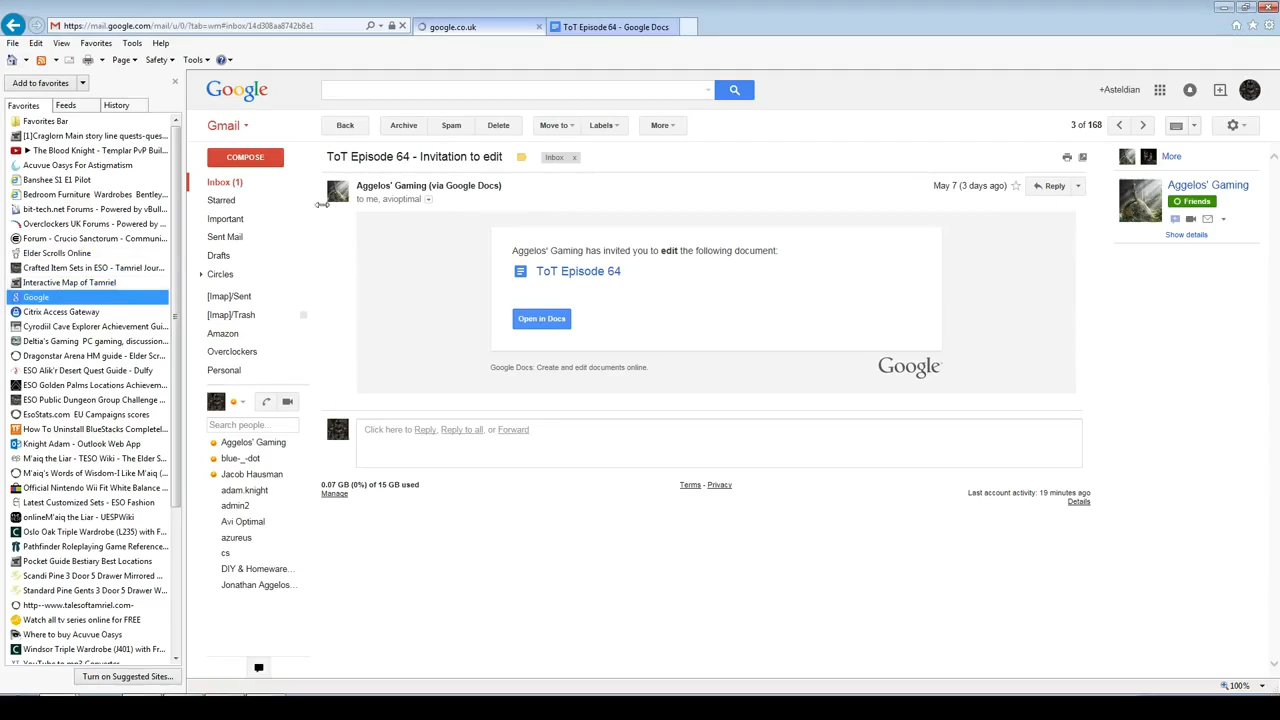 https://mail.google.com/mail/u/0/?tab=wm#inbox/14d308aa8742b8e1
google.co.uk
ToT Episode 64 - Google Docs
File Edit View Favorites Tools Help
Page Safety Tools
Add to favorites
Favorites Feeds History
Favorites Bar
[1]Craglorn Main story line quests-ques...
► The Blood Knight - Templar PvP Buil...
Acuvue Oasys For Astigmatism
Banshee S1 E1 Pilot
Bedroom Furniture Wardrobes Bentley...
bit-tech.net Forums - Powered by vBull...
Overclockers UK Forums - Powered by ...
Forum - Crucio Sanctorum - Communi...
Elder Scrolls Online
Crafted Item Sets in ESO - Tamriel Jour...
Interactive Map of Tamriel
Google
Citrix Access Gateway
Cyrodiil Cave Explorer Achievement Gui...
Deltia's Gaming PC gaming, discussion...
Dragonstar Arena HM guide - Elder Scr...
ESO Alik'r Desert Quest Guide - Dulfy
ESO Golden Palms Locations Achievem...
ESO Public Dungeon Group Challenge ...
EsoStats.com EU Campaigns scores
How To Uninstall BlueStacks Completel...
Knight Adam - Outlook Web App
M'aiq the Liar - TESO Wiki - The Elder ...
M'aiq's Words of Wisdom-I Like M'aiq (...
Official Nintendo Wii Fit White Balance ...
Latest Customized Sets - ESO Fashion
onlineM'aiq the Liar - UESPWiki
Oslo Oak Triple Wardrobe (L235) with F...
Pathfinder Roleplaying Game Reference...
Pocket Guide Bestiary Best Locations
Scandi Pine 3 Door 5 Drawer Mirrored ...
Standard Pine Gents 3 Door 5 Drawer W...
http--www.talesoftamriel.com-
Watch all tv series online for FREE
Where to buy Acuvue Oasys
Windsor Triple Wardrobe (J401) with Fr...
YouTube to mp3 Converter
Turn on Suggested Sites...
Google
+Asteldian
Gmail
Back Archive Spam Delete Move to Labels More
3 of 168
COMPOSE
Inbox (1)
Starred
Important
Sent Mail
Drafts
Circles
[Imap]/Sent
[Imap]/Trash
Amazon
Overclockers
Personal
Search people...
Aggelos' Gaming
blue-_-dot
Jacob Hausman
adam.knight
admin2
Avi Optimal
azureus
cs
DIY & Homeware...
Jonathan Aggelos...
ToT Episode 64 - Invitation to edit
Inbox x
Aggelos' Gaming (via Google Docs)
to me, avioptimal
May 7 (3 days ago)
Reply
Aggelos' Gaming has invited you to edit the following document:
ToT Episode 64
Open in Docs
Google Docs: Create and edit documents online.
Google
Click here to Reply, Reply to all, or Forward
0.07 GB (0%) of 15 GB used
Manage
Terms - Privacy
Last account activity: 19 minutes ago
Details
More
Aggelos' Gaming
Friends
Show details
100%